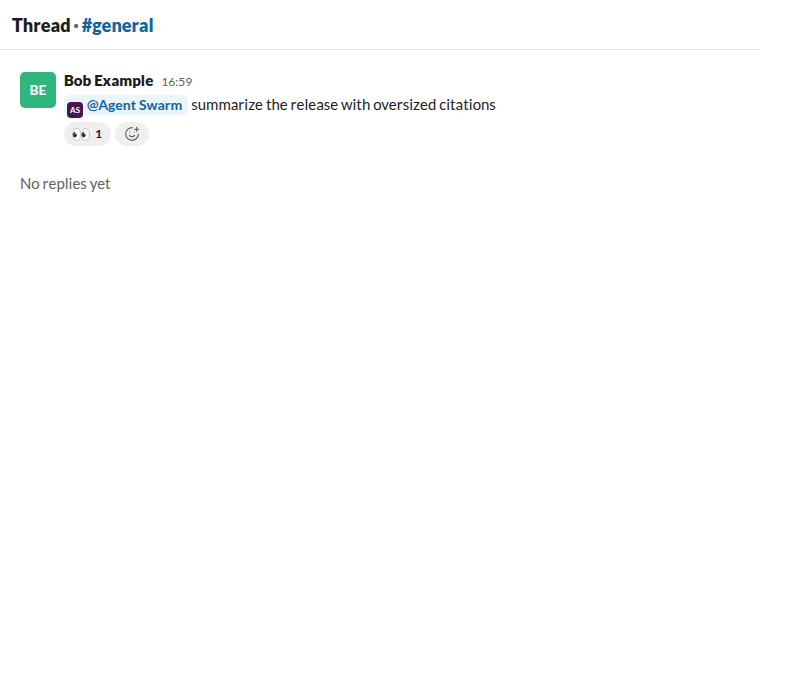 Thread • #general
BE
Bob Example 16:59
AS @Agent Swarm summarize the release with oversized citations
1
No replies yet